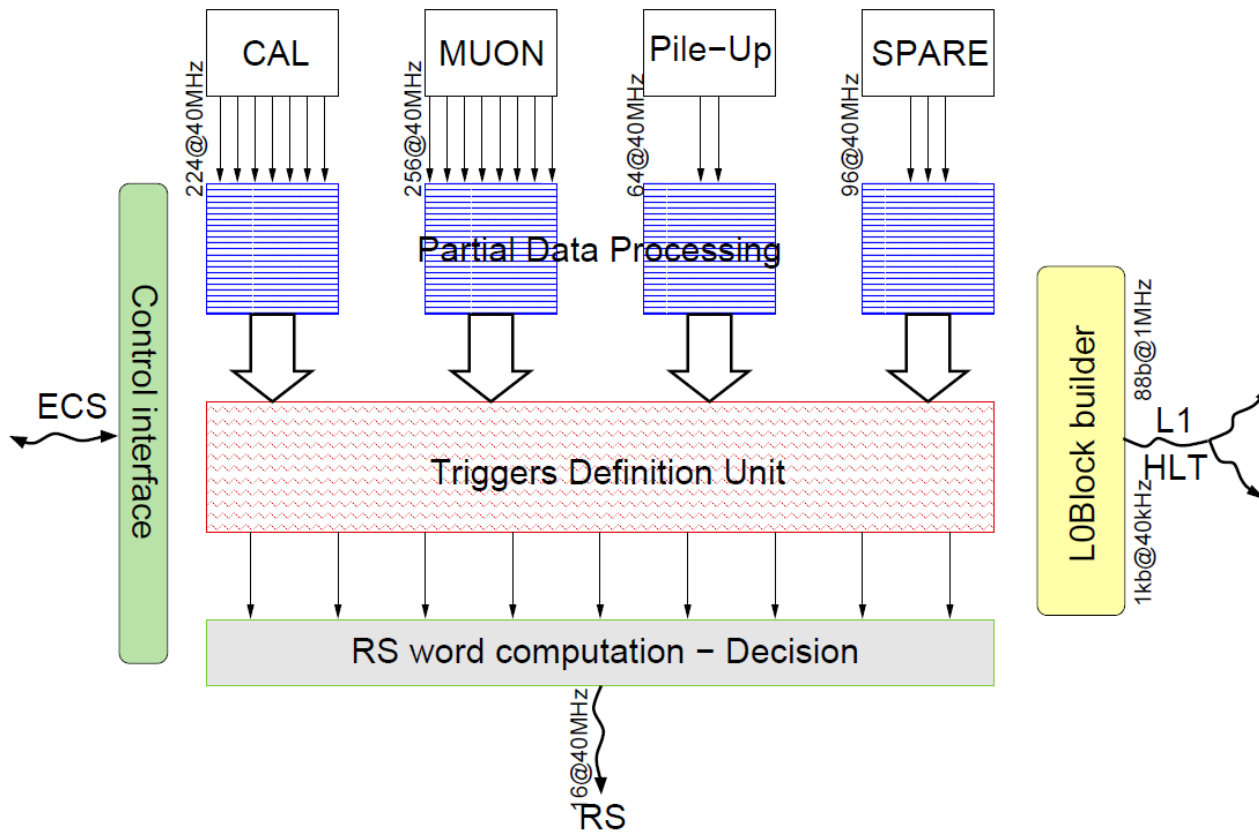 CAL
MUON
Pile−Up
SPARE
224@40MHz
256@40MHz
64@40MHz
96@40MHz
Partial Data Processing
Control interface
ECS
Triggers Definition Unit
L0Block builder
88b@1MHz
L1
HLT
1kb@40kHz
RS word computation − Decision
16@40MHz
RS